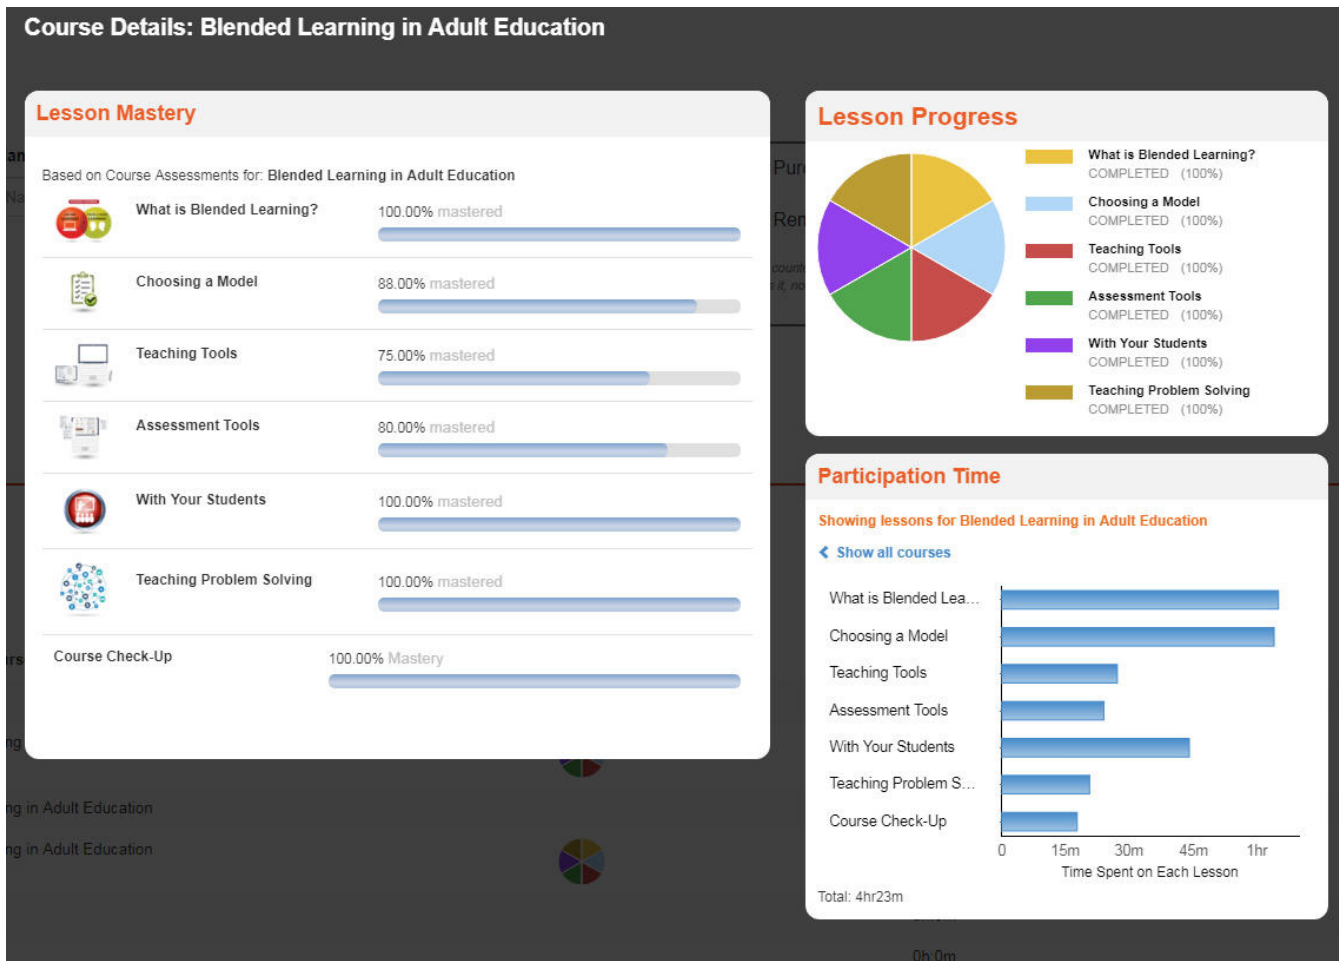 Course Details: Blended Learning in Adult Education
Lesson Mastery
Based on Course Assessments for: Blended Learning in Adult Education
What is Blended Learning?
100.00% mastered
Choosing a Model
88.00% mastered
Teaching Tools
75.00% mastered
Assessment Tools
80.00% mastered
With Your Students
100.00% mastered
Teaching Problem Solving
100.00% mastered
Course Check-Up
100.00% Mastery
Lesson Progress
What is Blended Learning?
COMPLETED (100%)
Choosing a Model
COMPLETED (100%)
Teaching Tools
COMPLETED (100%)
Assessment Tools
COMPLETED (100%)
With Your Students
COMPLETED (100%)
Teaching Problem Solving
COMPLETED (100%)
Participation Time
Showing lessons for Blended Learning in Adult Education
Show all courses
What is Blended Lea...
Choosing a Model
Teaching Tools
Assessment Tools
With Your Students
Teaching Problem S...
Course Check-Up
0 15m 30m 45m 1hr
Time Spent on Each Lesson
Total: 4hr23m
ng in Adult Education
ng in Adult Education
0h:0m